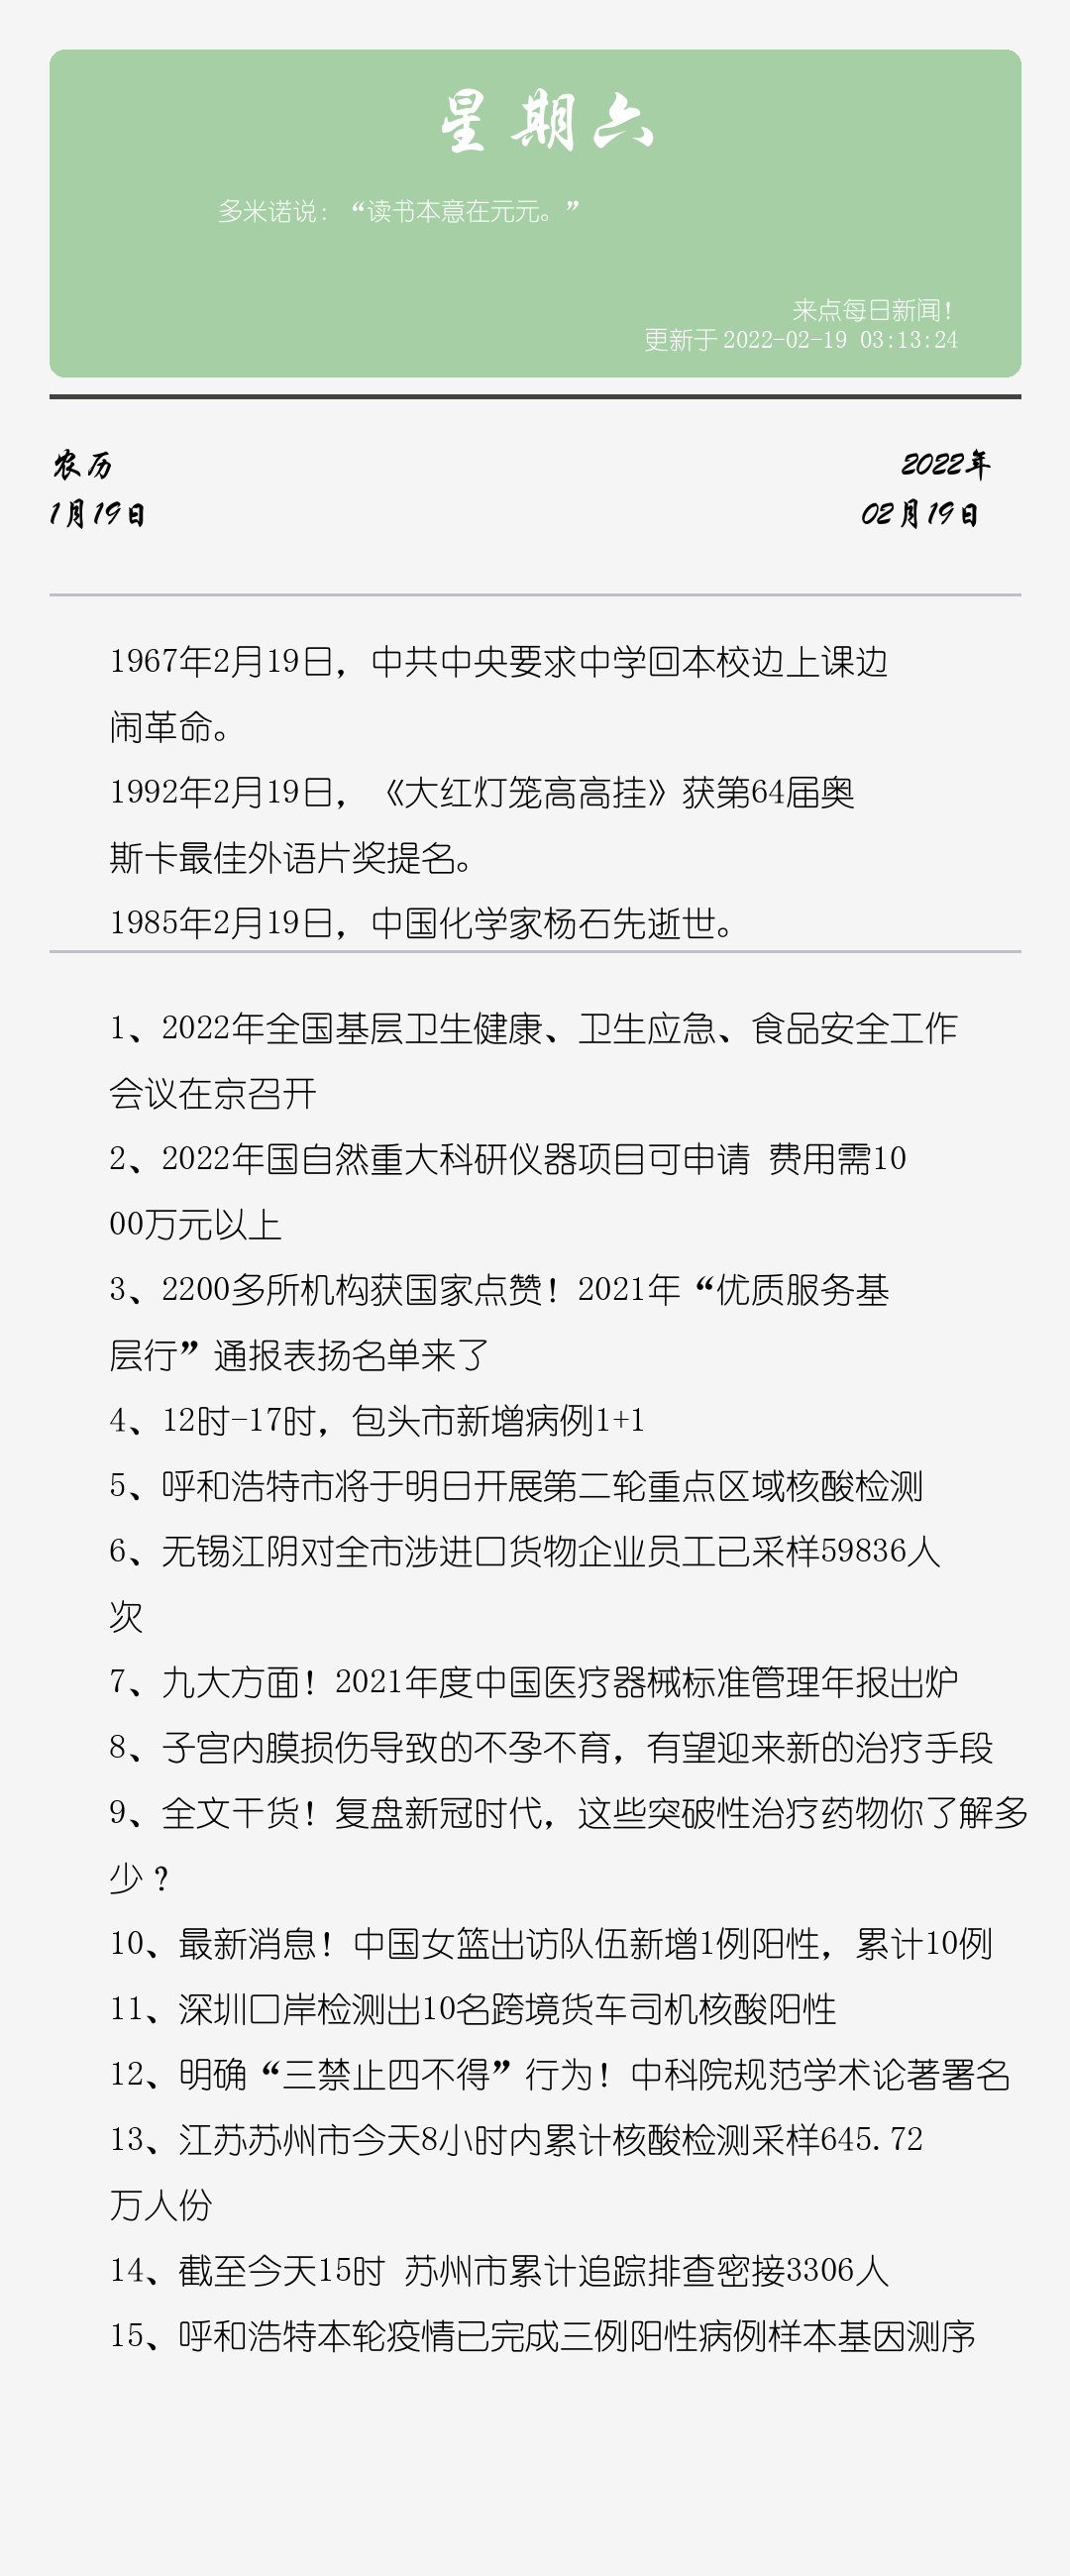 星期六
多米诺说：“读书本意在元元。”
来点每日新闻！
更新于 2022-02-19 03:13:24
农历
2022年
1月19日
02月19日
1967年2月19日，中共中央要求中学回本校边上课边
闹革命。
1992年2月19日，《大红灯笼高高挂》获第64届奥
斯卡最佳外语片奖提名。
1985年2月19日，中国化学家杨石先逝世。
1、2022年全国基层卫生健康、卫生应急、食品安全工作
会议在京召开
2、2022年国自然重大科研仪器项目可申请 费用需10
00万元以上
3、2200多所机构获国家点赞！2021年“优质服务基
层行”通报表扬名单来了
4、12时-17时，包头市新增病例1+1
5、呼和浩特市将于明日开展第二轮重点区域核酸检测
6、无锡江阴对全市涉进口货物企业员工已采样59836人
次
7、九大方面！2021年度中国医疗器械标准管理年报出炉
8、子宫内膜损伤导致的不孕不育，有望迎来新的治疗手段
9、全文干货！复盘新冠时代，这些突破性治疗药物你了解多
少？
10、最新消息！中国女篮出访队伍新增1例阳性，累计10例
11、深圳口岸检测出10名跨境货车司机核酸阳性
12、明确“三禁止四不得”行为！中科院规范学术论著署名
13、江苏苏州市今天8小时内累计核酸检测采样645.72
万人份
14、截至今天15时 苏州市累计追踪排查密接3306人
15、呼和浩特本轮疫情已完成三例阳性病例样本基因测序